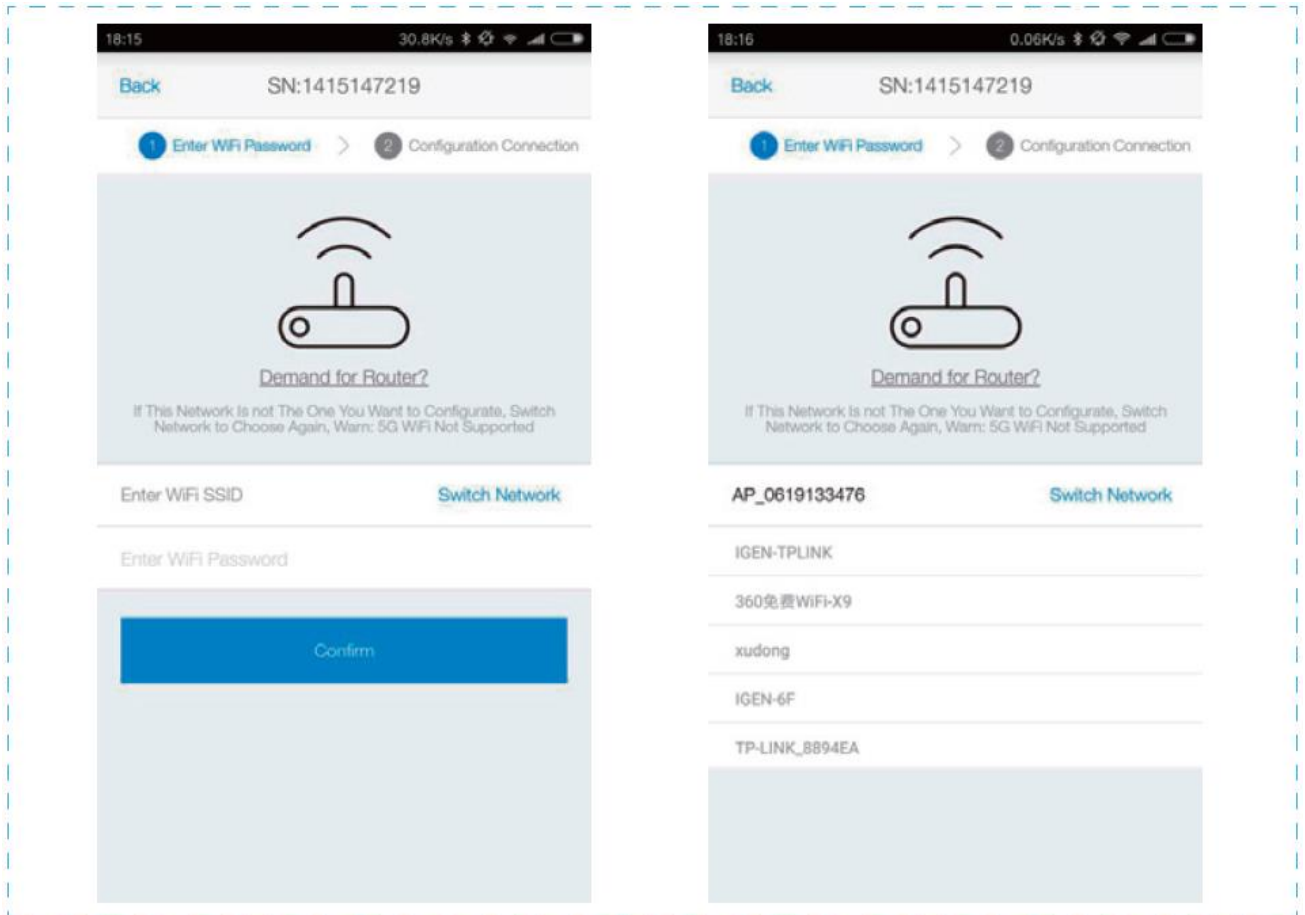 18:15
30.8K/s
Back
SN:1415147219
1 Enter WiFi Password > 2 Configuration Connection
Demand for Router?
If This Network Is not The One You Want to Configurate, Switch
Network to Choose Again, Warn: 5G WiFi Not Supported
Enter WiFi SSID
Switch Network
Enter WiFi Password
Confirm
18:16
0.06K/s
Back
SN:1415147219
1 Enter WiFi Password > 2 Configuration Connection
Demand for Router?
If This Network Is not The One You Want to Configurate, Switch
Network to Choose Again, Warn: 5G WiFi Not Supported
AP_0619133476
Switch Network
IGEN-TPLINK
360免费WiFi-X9
xudong
IGEN-6F
TP-LINK_8894EA